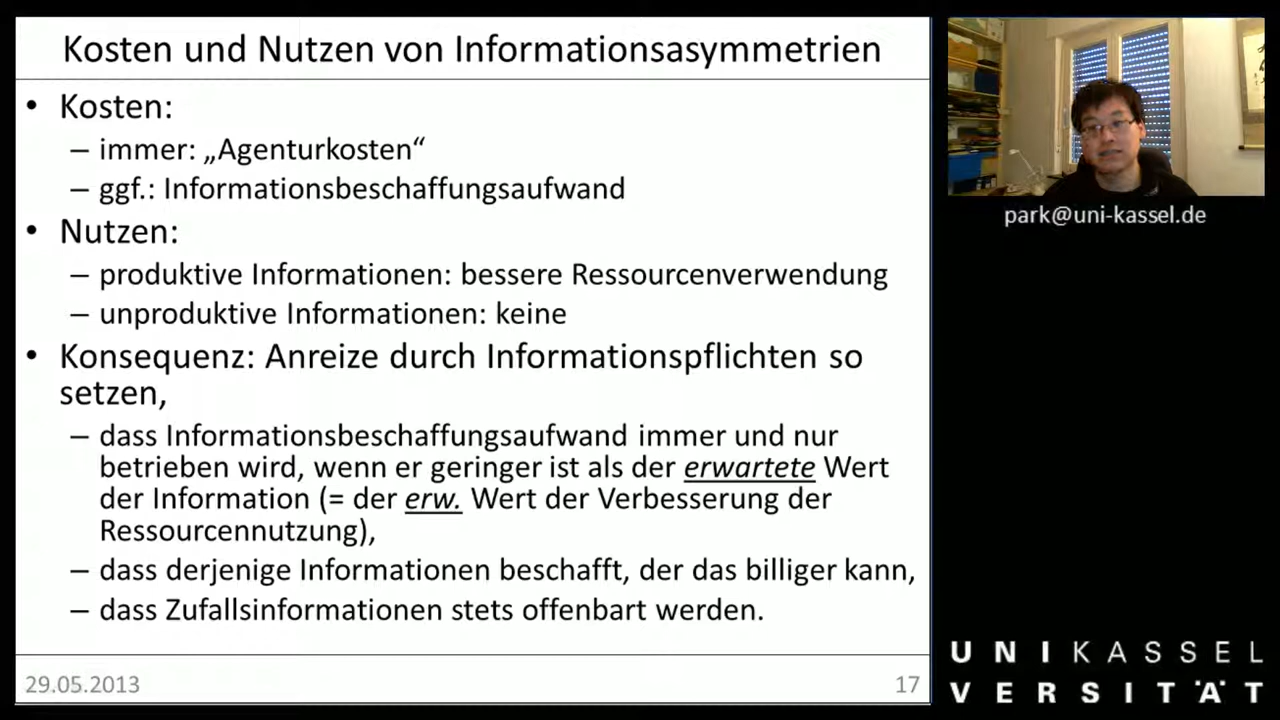 Kosten und Nutzen von Informationsasymmetrien
• Kosten:
– immer: „Agenturkosten“
– ggf.: Informationsbeschaffungsaufwand
• Nutzen:
– produktive Informationen: bessere Ressourcenverwendung
– unproduktive Informationen: keine
• Konsequenz: Anreize durch Informationspflichten so
setzen,
– dass Informationsbeschaffungsaufwand immer und nur
betrieben wird, wenn er geringer ist als der erwartete Wert
der Information (= der erw. Wert der Verbesserung der
Ressourcennutzung),
– dass derjenige Informationen beschafft, der das billiger kann,
– dass Zufallsinformationen stets offenbart werden.
29.05.2013
17
park@uni-kassel.de
UNIKASSEL
VERSITÄT